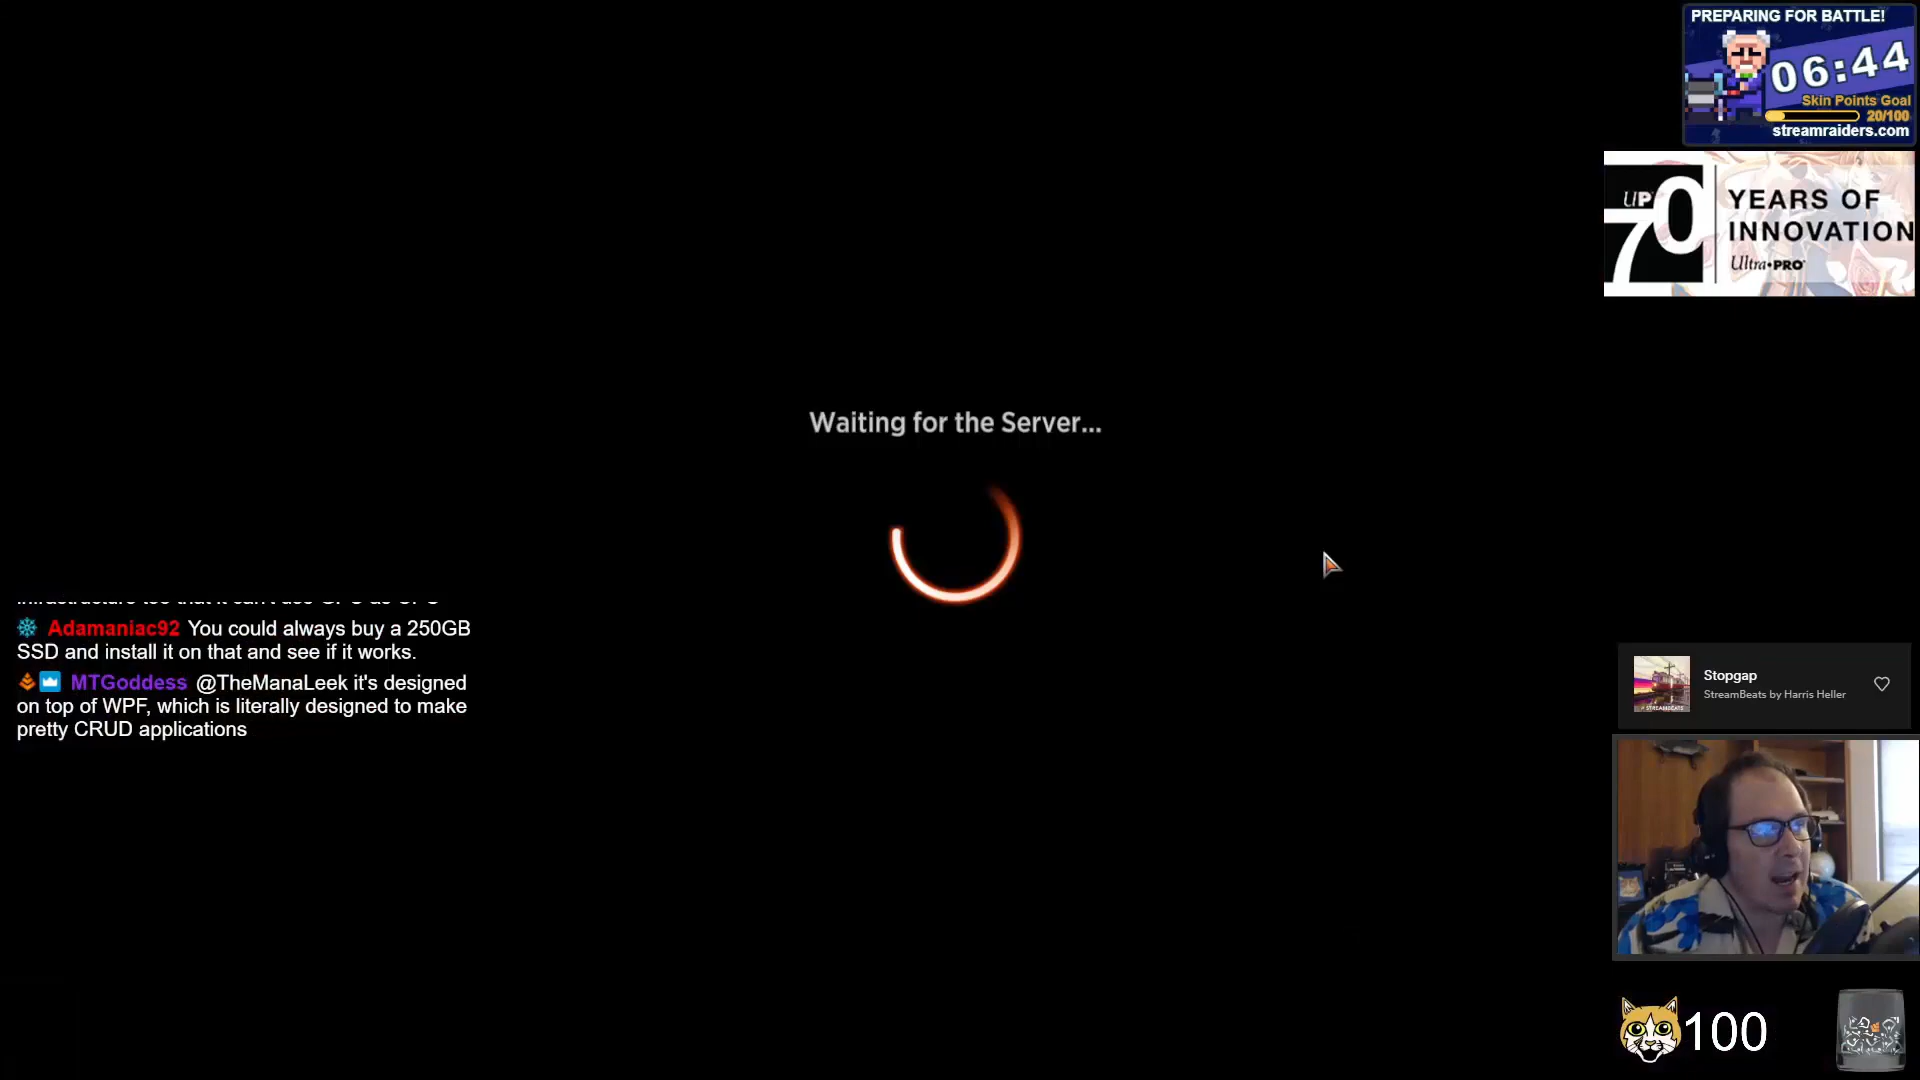 PREPARING FOR BATTLE!
06:44
Skin Points Goal
20/100
streamraiders.com
UP
70
YEARS OF
INNOVATION
Ultra•PRO
Waiting for the Server...
Adamaniac92 You could always buy a 250GB
SSD and install it on that and see if it works.
MTGoddess @TheManaLeek it's designed
on top of WPF, which is literally designed to make
pretty CRUD applications
Stopgap
StreamBeats by Harris Heller
STREAMBEATS
100